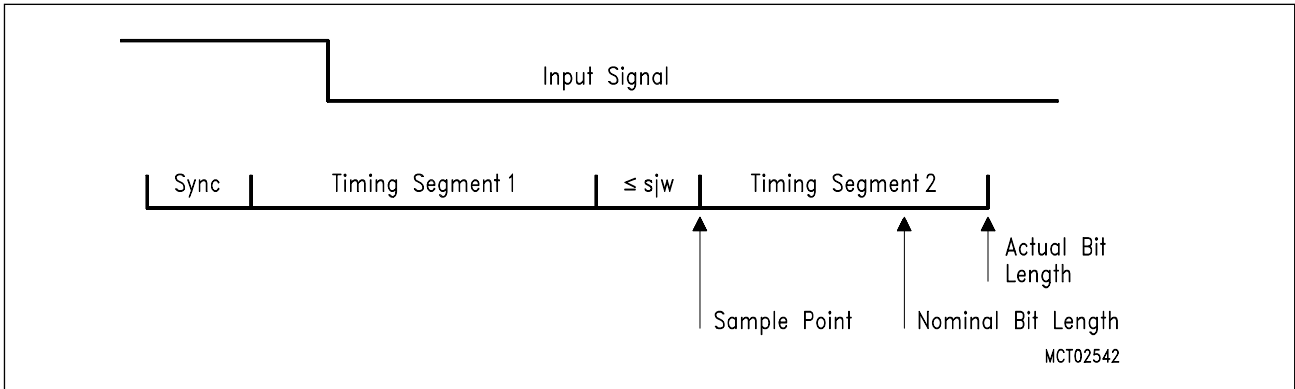 Input Signal
Sync
Timing Segment 1
≤ sjw
Timing Segment 2
Actual Bit
Length
Sample Point
Nominal Bit Length
MCT02542